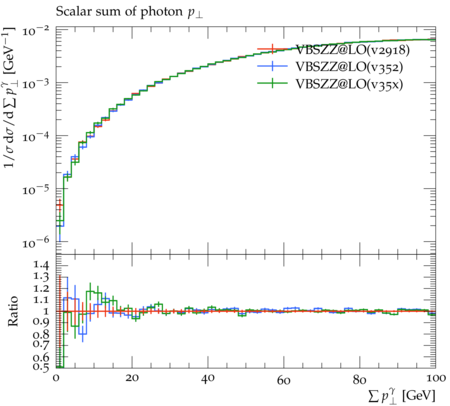 Scalar sum of photon p⊥
1/σ dσ/d∑ p⊥^γ [GeV⁻¹]
10⁻²
10⁻⁴
10⁻⁵
10⁻⁶
VBSZZ@LO(v2918)
VBSZZ@LO(v352)
VBSZZ@LO(v35x)
Ratio
1.4
1.3
1.2
1.1
1
0.9
0.8
0.7
0.6
0.5
0 20 40 60 80 100
∑ p⊥^γ [GeV]